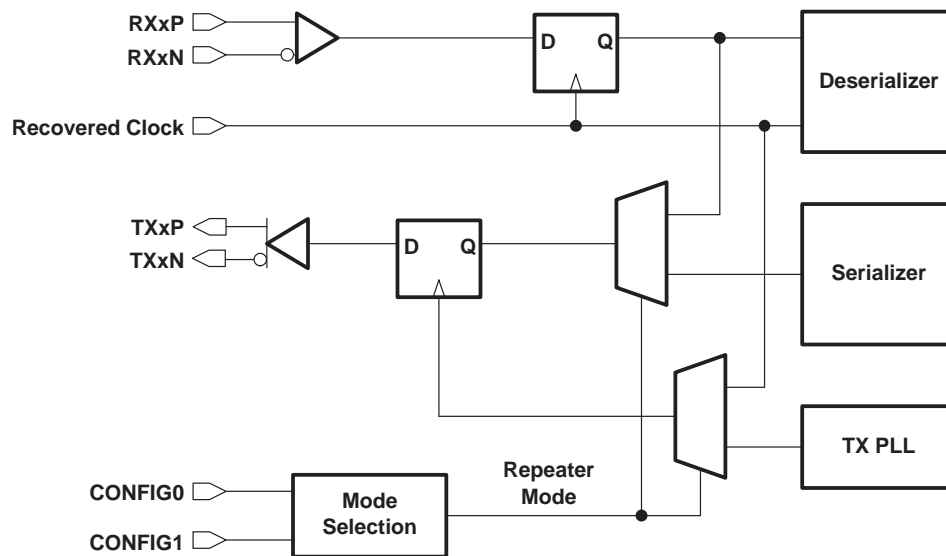 RXxP
RXxN
D Q
Deserializer
Recovered Clock
TXxP
TXxN
D Q
Serializer
TX PLL
Repeater
Mode
CONFIG0
CONFIG1
Mode
Selection